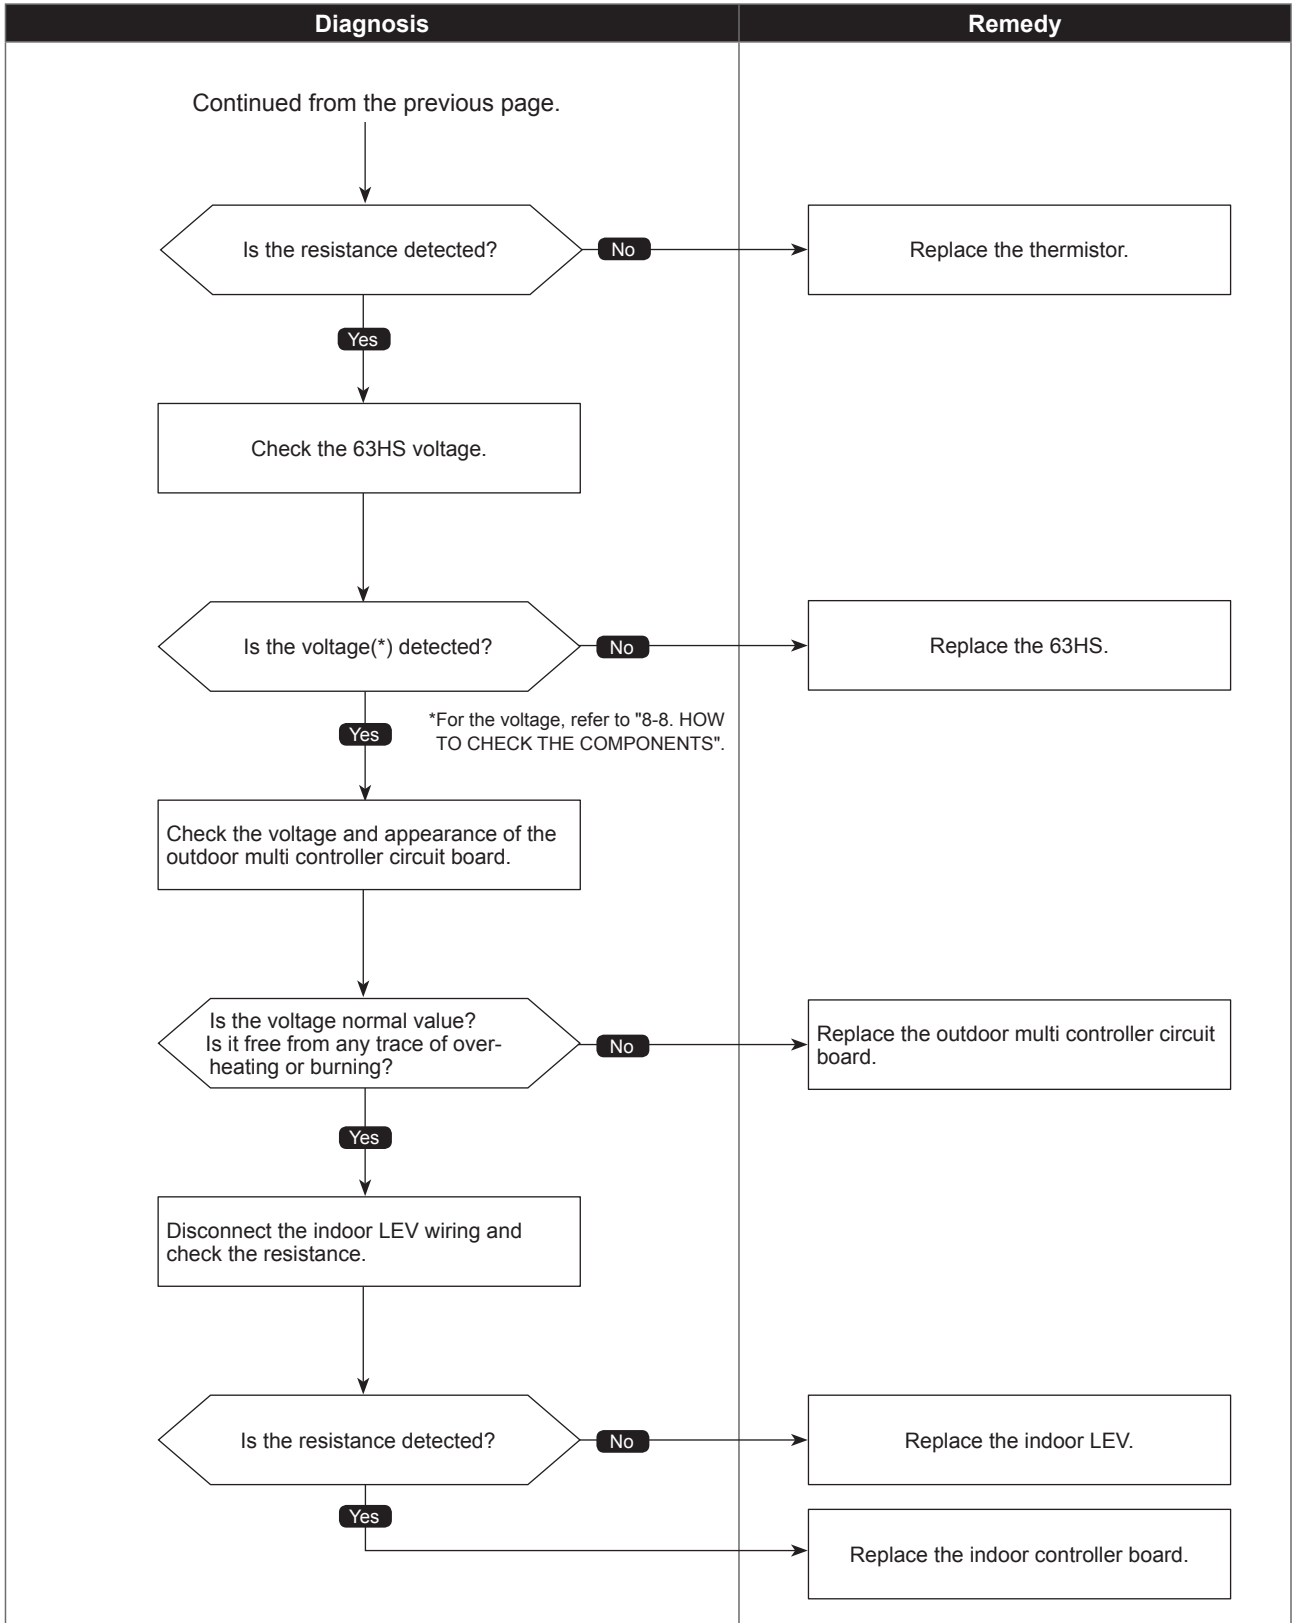 Diagnosis
Remedy
Continued from the previous page.
Is the resistance detected?
No
Replace the thermistor.
Yes
Check the 63HS voltage.
Is the voltage(*) detected?
No
Replace the 63HS.
Yes
*For the voltage, refer to "8-8. HOW
TO CHECK THE COMPONENTS".
Check the voltage and appearance of the
outdoor multi controller circuit board.
Is the voltage normal value?
Is it free from any trace of over-
heating or burning?
No
Replace the outdoor multi controller circuit
board.
Yes
Disconnect the indoor LEV wiring and
check the resistance.
Is the resistance detected?
No
Replace the indoor LEV.
Yes
Replace the indoor controller board.